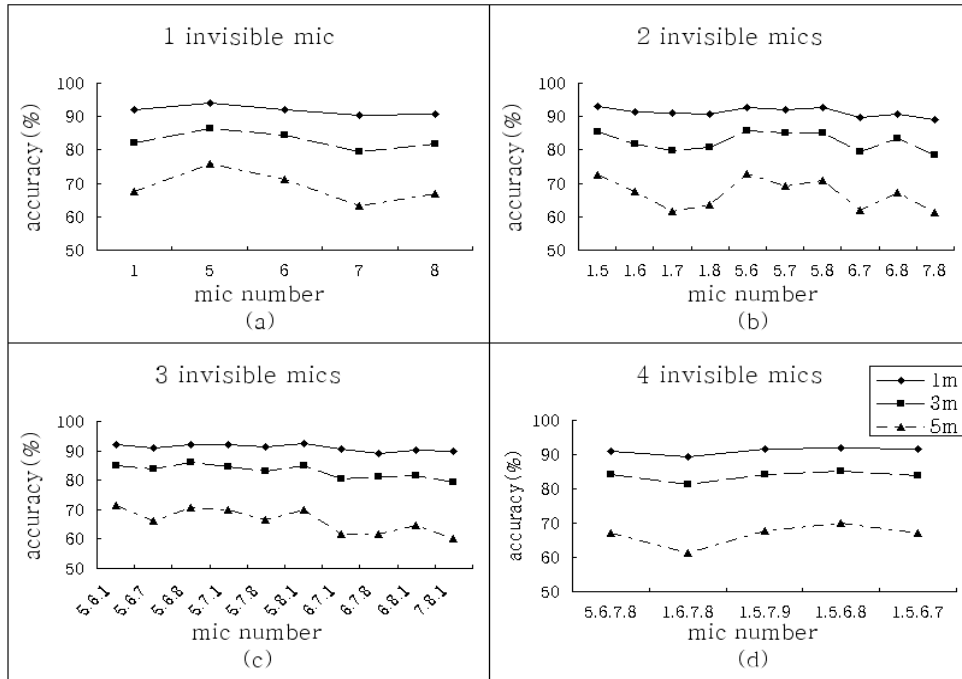 1 invisible mic
100
90
80
70
60
50
accuracy(%)
1 5 6 7 8
mic number
(a)
2 invisible mics
100
90
80
70
60
50
accuracy(%)
1.5 1.6 1.7 1.8 5.6 5.7 5.8 6.7 6.8 7.8
mic number
(b)
3 invisible mics
100
90
80
70
60
50
accuracy(%)
5.6.1 5.6.7 5.6.8 5.7.1 5.7.8 5.8.1 6.7.1 6.7.8 6.8.1 7.8.1
mic number
(c)
4 invisible mics
1m
3m
5m
100
90
80
70
60
50
accuracy(%)
5.6.7.8 1.6.7.8 1.5.7.9 1.5.6.8 1.5.6.7
mic number
(d)